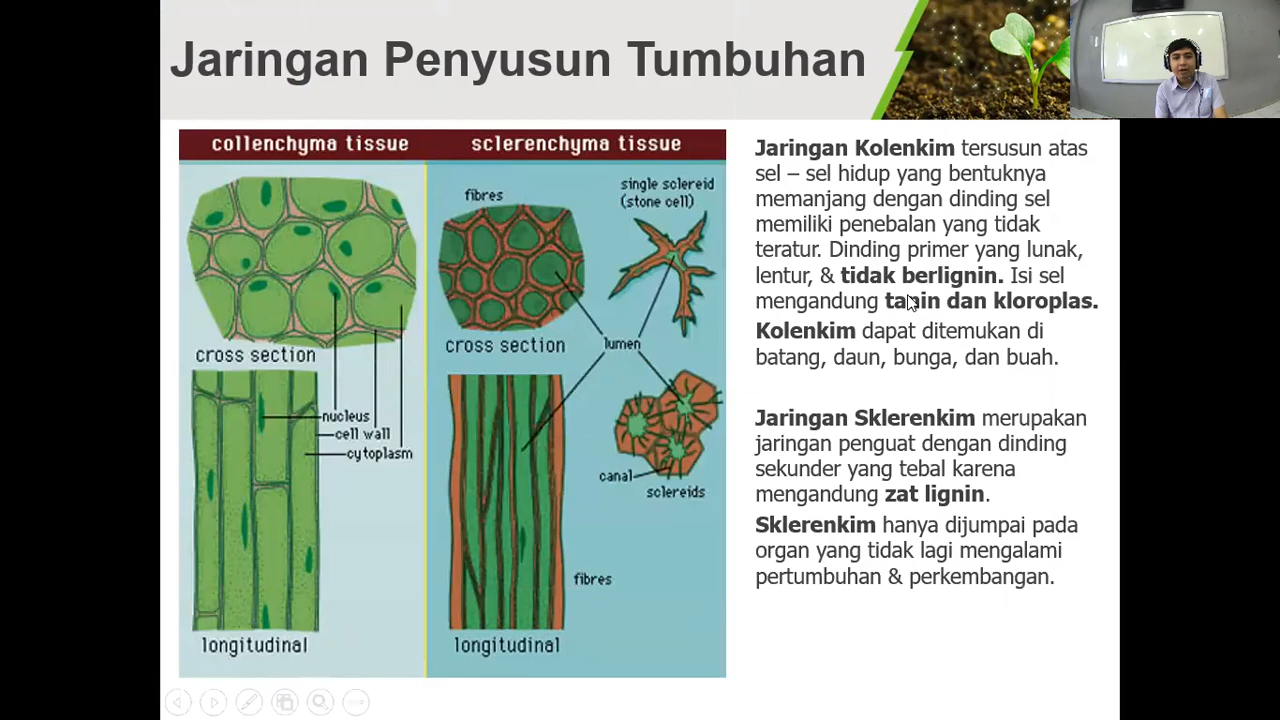 Jaringan Penyusun Tumbuhan
collenchyma tissue
sclerenchyma tissue
fibres
single sclereid
(stone cell)
cross section
cross section
lumen
nucleus
cell wall
cytoplasm
canal
sclereids
fibres
longitudinal
longitudinal
Jaringan Kolenkim tersusun atas
sel – sel hidup yang bentuknya
memanjang dengan dinding sel
memiliki penebalan yang tidak
teratur. Dinding primer yang lunak,
lentur, & tidak berlignin. Isi sel
mengandung tanin dan kloroplas.
Kolenkim dapat ditemukan di
batang, daun, bunga, dan buah.
Jaringan Sklerenkim merupakan
jaringan penguat dengan dinding
sekunder yang tebal karena
mengandung zat lignin.
Sklerenkim hanya dijumpai pada
organ yang tidak lagi mengalami
pertumbuhan & perkembangan.